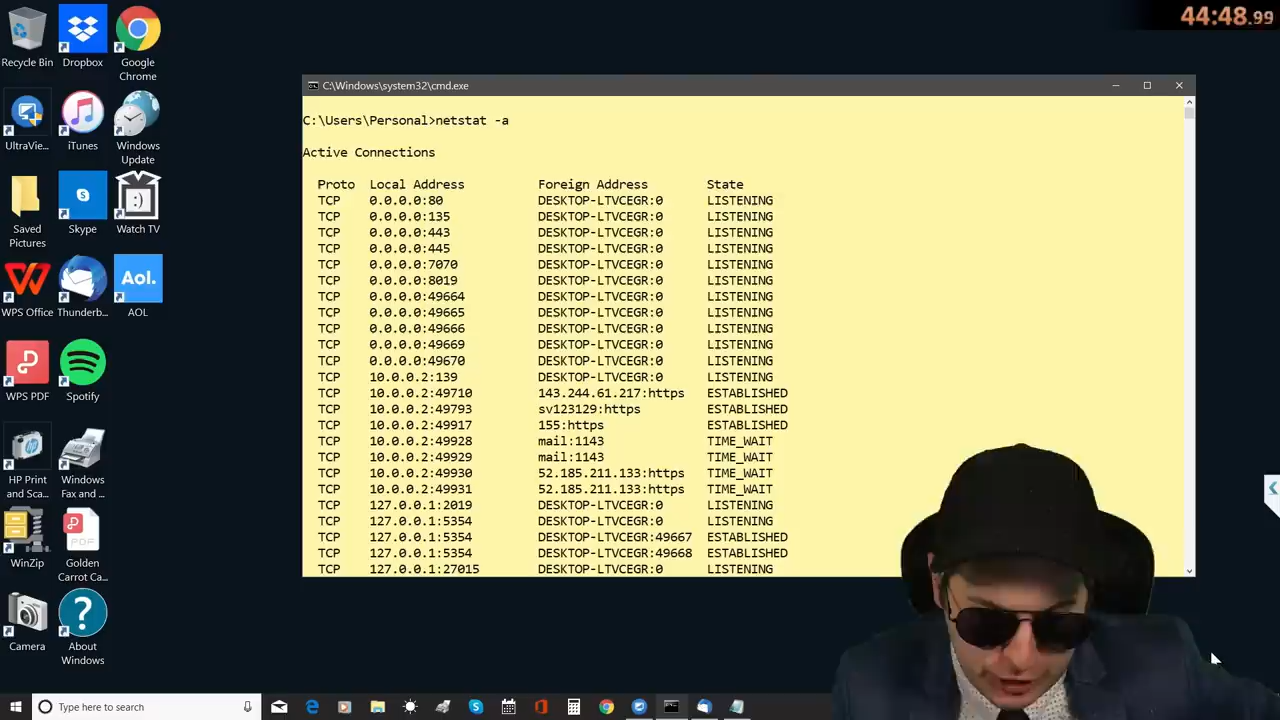 44:48.99
Recycle Bin
Dropbox
Google Chrome
UltraVie...
iTunes
Windows Update
Saved Pictures
Skype
Watch TV
WPS Office
Thunderb...
Aol.
AOL
WPS PDF
Spotify
HP Print and Sca...
Windows Fax and ...
WinZip
PDF
Golden Carrot Ca...
Camera
?
About Windows
C:\Windows\system32\cmd.exe
C:\Users\Personal>netstat -a
Active Connections
Proto Local Address Foreign Address State
TCP 0.0.0.0:80 DESKTOP-LTVCEGR:0 LISTENING
TCP 0.0.0.0:135 DESKTOP-LTVCEGR:0 LISTENING
TCP 0.0.0.0:443 DESKTOP-LTVCEGR:0 LISTENING
TCP 0.0.0.0:445 DESKTOP-LTVCEGR:0 LISTENING
TCP 0.0.0.0:7070 DESKTOP-LTVCEGR:0 LISTENING
TCP 0.0.0.0:8019 DESKTOP-LTVCEGR:0 LISTENING
TCP 0.0.0.0:49664 DESKTOP-LTVCEGR:0 LISTENING
TCP 0.0.0.0:49665 DESKTOP-LTVCEGR:0 LISTENING
TCP 0.0.0.0:49666 DESKTOP-LTVCEGR:0 LISTENING
TCP 0.0.0.0:49669 DESKTOP-LTVCEGR:0 LISTENING
TCP 0.0.0.0:49670 DESKTOP-LTVCEGR:0 LISTENING
TCP 10.0.0.2:139 DESKTOP-LTVCEGR:0 LISTENING
TCP 10.0.0.2:49710 143.244.61.217:https ESTABLISHED
TCP 10.0.0.2:49793 sv123129:https ESTABLISHED
TCP 10.0.0.2:49917 155:https ESTABLISHED
TCP 10.0.0.2:49928 mail:1143 TIME_WAIT
TCP 10.0.0.2:49929 mail:1143 TIME_WAIT
TCP 10.0.0.2:49930 52.185.211.133:https TIME_WAIT
TCP 10.0.0.2:49931 52.185.211.133:https TIME_WAIT
TCP 127.0.0.1:2019 DESKTOP-LTVCEGR:0 LISTENING
TCP 127.0.0.1:5354 DESKTOP-LTVCEGR:0 LISTENING
TCP 127.0.0.1:5354 DESKTOP-LTVCEGR:49667 ESTABLISHED
TCP 127.0.0.1:5354 DESKTOP-LTVCEGR:49668 ESTABLISHED
TCP 127.0.0.1:27015 DESKTOP-LTVCEGR:0 LISTENING
Type here to search